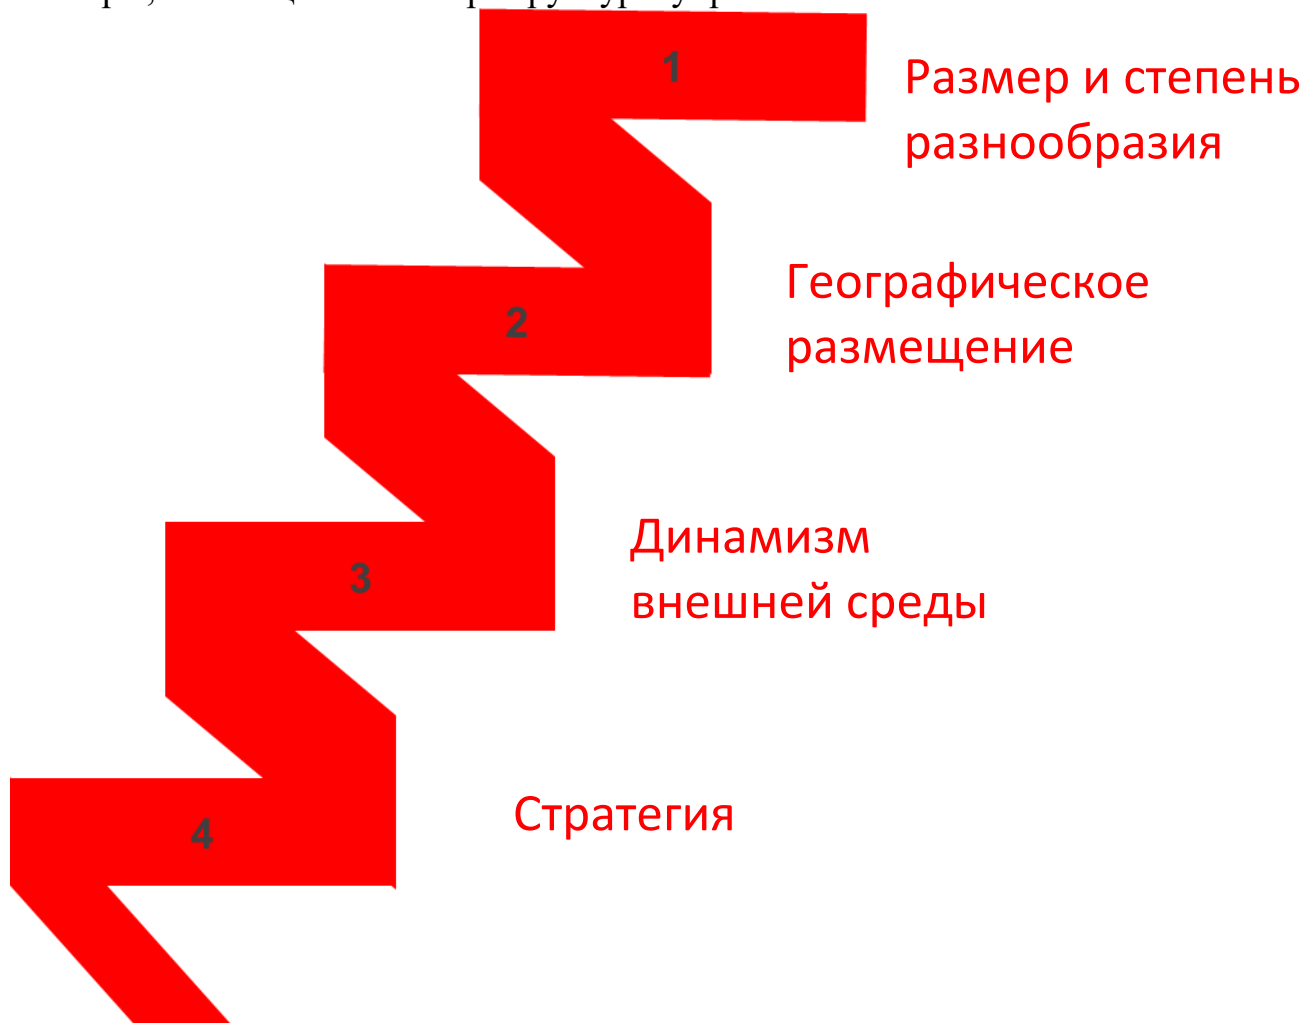 1
Размер и степень
разнообразия
2
Географическое
размещение
3
Динамизм
внешней среды
4
Стратегия